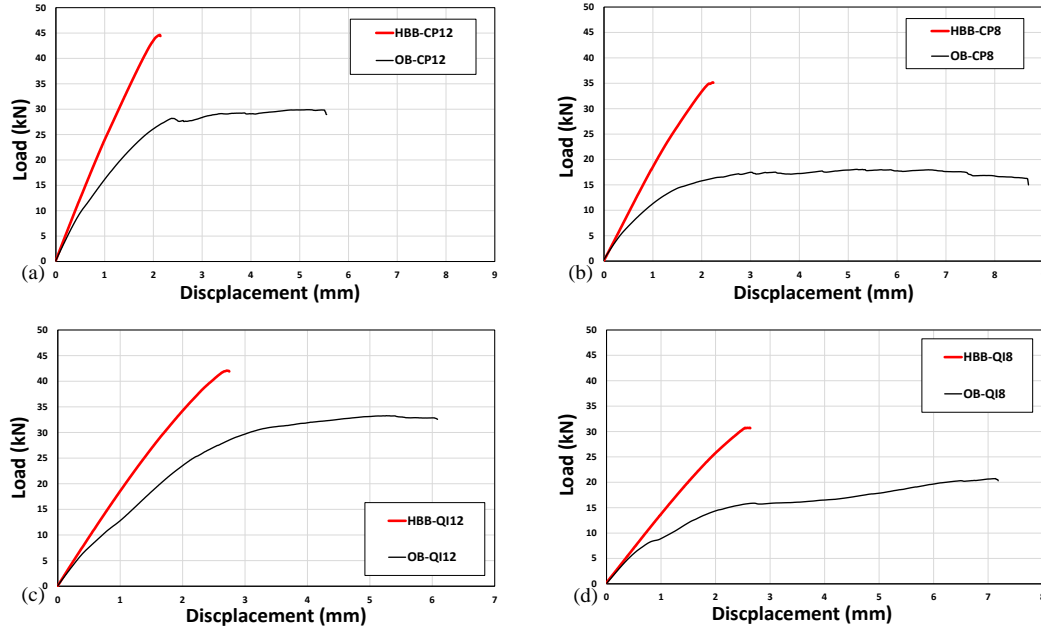 50
45
40
35
30
25
20
15
10
5
0
Load (kN)
HBB-CP12
OB-CP12
0 1 2 3 4 5 6 7 8 9
Discplacement (mm)
(a)
50
45
40
35
30
25
20
15
10
5
0
Load (kN)
HBB-CP8
OB-CP8
0 1 2 3 4 5 6 7 8
Discplacement (mm)
(b)
50
45
40
35
30
25
20
15
10
5
0
Load (kN)
HBB-QI12
OB-QI12
0 1 2 3 4 5 6 7
Discplacement (mm)
(c)
50
45
40
35
30
25
20
15
10
5
0
Load (kN)
HBB-QI8
OB-QI8
0 1 2 3 4 5 6 7 8
Discplacement (mm)
(d)